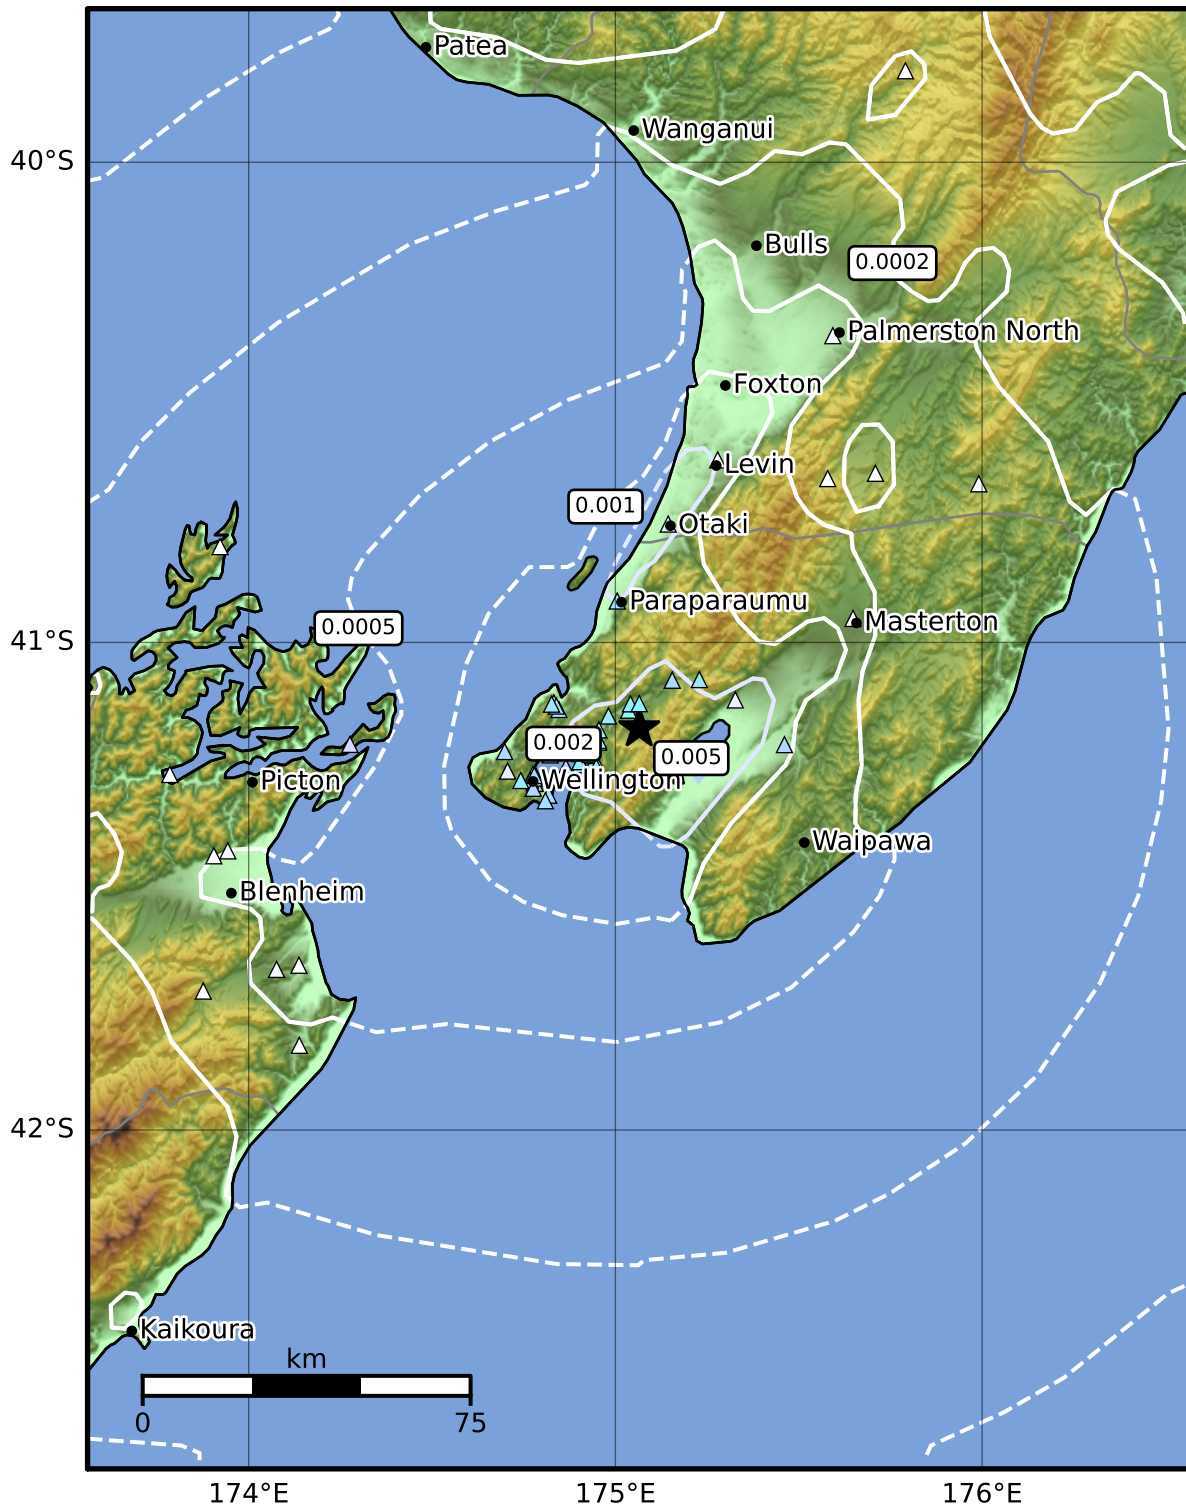 Patea
Wanganui
40°S
Bulls
0.0002
Palmerston North
Foxton
Levin
0.001
Otaki
Paraparaumu
0.0005
Masterton
41°S
0.002
0.005
Picton
Wellington
Waipawa
Blenheim
42°S
Kaikoura
km
0
75
174°E
175°E
176°E